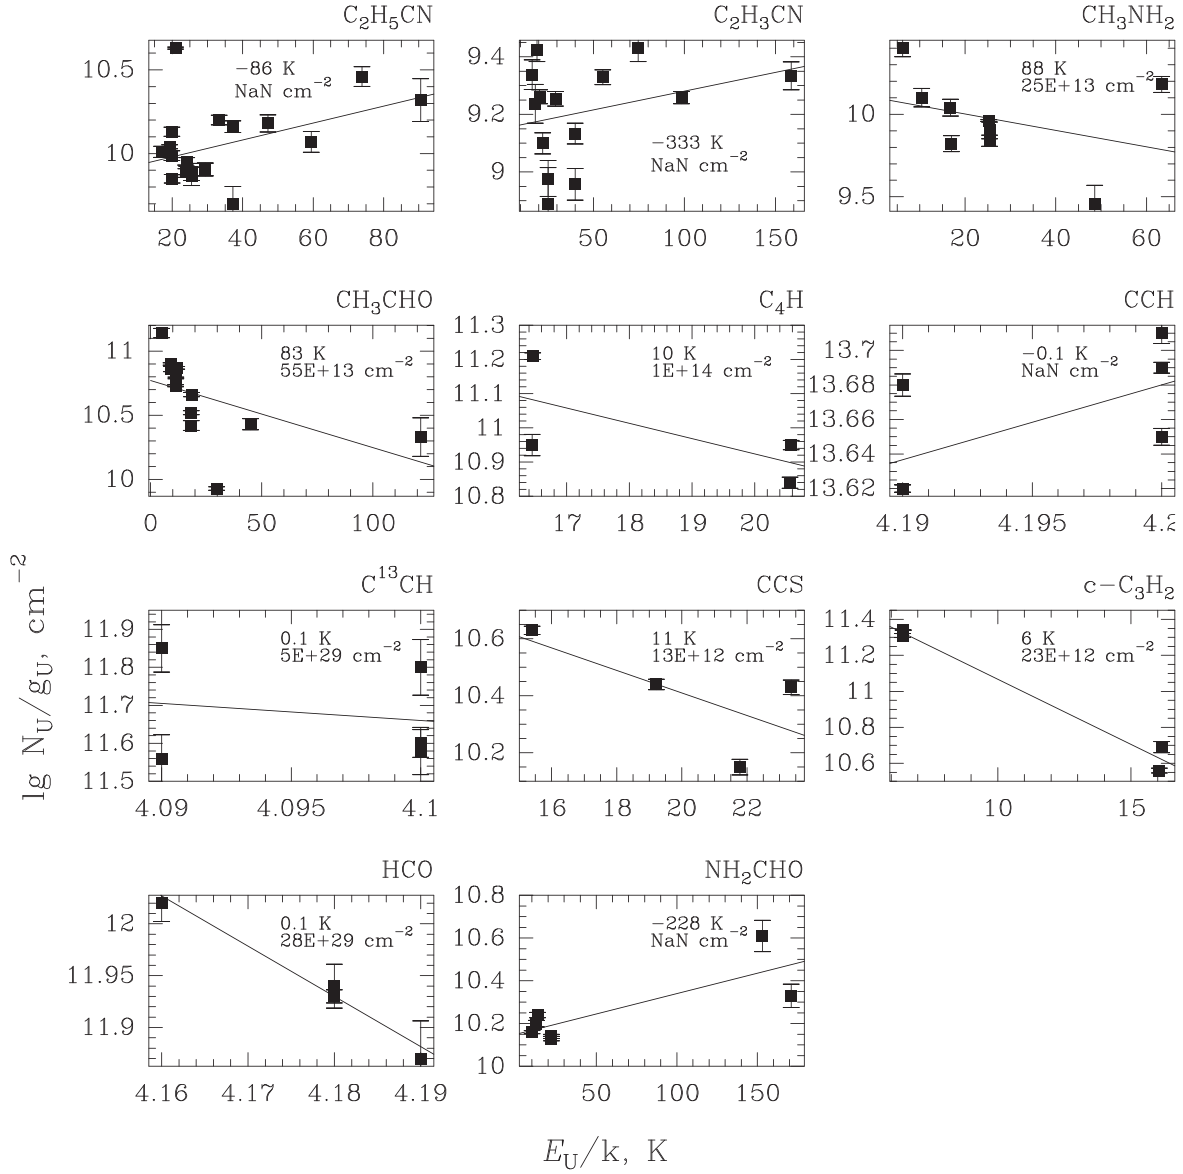 C₂H₅CN
10.5
10
−86 K
NaN cm⁻²
20 40 60 80
C₂H₃CN
9.4
9.2
9
−333 K
NaN cm⁻²
50 100 150
CH₃NH₂
10
9.5
88 K
25E+13 cm⁻²
20 40 60
CH₃CHO
11
10.5
10
83 K
55E+13 cm⁻²
0 50 100
C₄H
11.3
11.2
11.1
11
10.9
10.8
10 K
1E+14 cm⁻²
17 18 19 20
CCH
13.7
13.68
13.66
13.64
13.62
−0.1 K
NaN cm⁻²
4.19 4.195 4.2
C¹³CH
11.9
11.8
11.7
11.6
11.5
0.1 K
5E+29 cm⁻²
4.09 4.095 4.1
CCS
10.6
10.4
10.2
11 K
13E+12 cm⁻²
16 18 20 22
c−C₃H₂
11.4
11.2
11
10.8
10.6
6 K
23E+12 cm⁻²
10 15
HCO
12
11.95
11.9
0.1 K
28E+29 cm⁻²
4.16 4.17 4.18 4.19
NH₂CHO
10.8
10.6
10.4
10.2
10
−228 K
NaN cm⁻²
50 100 150
lg N_U/g_U, cm⁻²
E_U/k, K